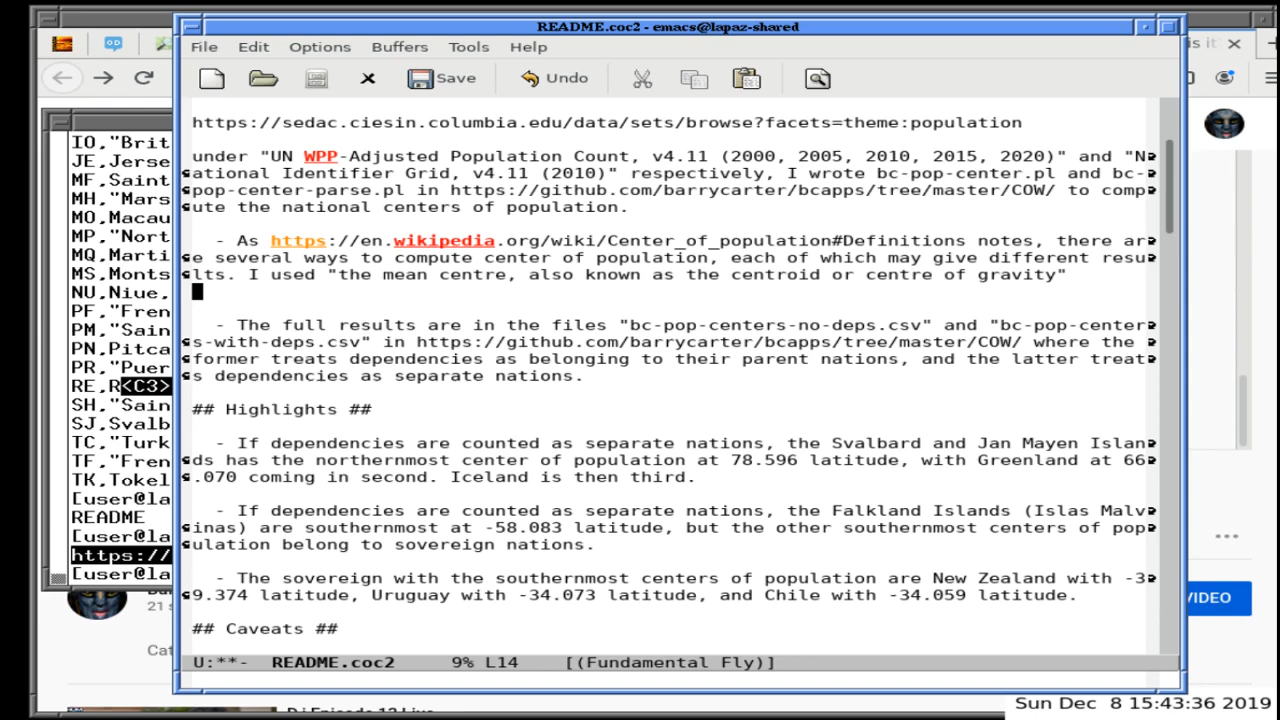 README.coc2 - emacs@lapaz-shared
is it
File Edit Options Buffers Tools Help
Save Undo
https://sedac.ciesin.columbia.edu/data/sets/browse?facets=theme:population
under "UN WPP-Adjusted Population Count, v4.11 (2000, 2005, 2010, 2015, 2020)" and "N
ational Identifier Grid, v4.11 (2010)" respectively, I wrote bc-pop-center.pl and bc-
pop-center-parse.pl in https://github.com/barrycarter/bcapps/tree/master/COW/ to comp
ute the national centers of population.
- As https://en.wikipedia.org/wiki/Center_of_population#Definitions notes, there ar
e several ways to compute center of population, each of which may give different resu
lts. I used "the mean centre, also known as the centroid or centre of gravity"
- The full results are in the files "bc-pop-centers-no-deps.csv" and "bc-pop-center
s-with-deps.csv" in https://github.com/barrycarter/bcapps/tree/master/COW/ where the
former treats dependencies as belonging to their parent nations, and the latter treat
s dependencies as separate nations.
## Highlights ##
- If dependencies are counted as separate nations, the Svalbard and Jan Mayen Islan
ds has the northernmost center of population at 78.596 latitude, with Greenland at 66
.070 coming in second. Iceland is then third.
- If dependencies are counted as separate nations, the Falkland Islands (Islas Malv
inas) are southernmost at -58.083 latitude, but the other southernmost centers of pop
ulation belong to sovereign nations.
- The sovereign with the southernmost centers of population are New Zealand with -3
9.374 latitude, Uruguay with -34.073 latitude, and Chile with -34.059 latitude.
## Caveats ##
U:**- README.coc2 9% L14 [(Fundamental Fly)]
IO,"Brit
JE,Jerse
MF,Saint
MH,"Mars
MO,Macau
MP,"Nort
MQ,Marti
MS,Monts
NU,Niue,
PF,"Fren
PM,"Sain
PN,Pitca
PR,"Puer
RE,R<C3>
SH,"Sain
SJ,Svalb
TC,"Turk
TF,"Fren
TK,Tokel
[user@la
README
[user@la
https://
[user@la
21 s
Cat
VIDEO
Sun Dec 8 15:43:36 2019